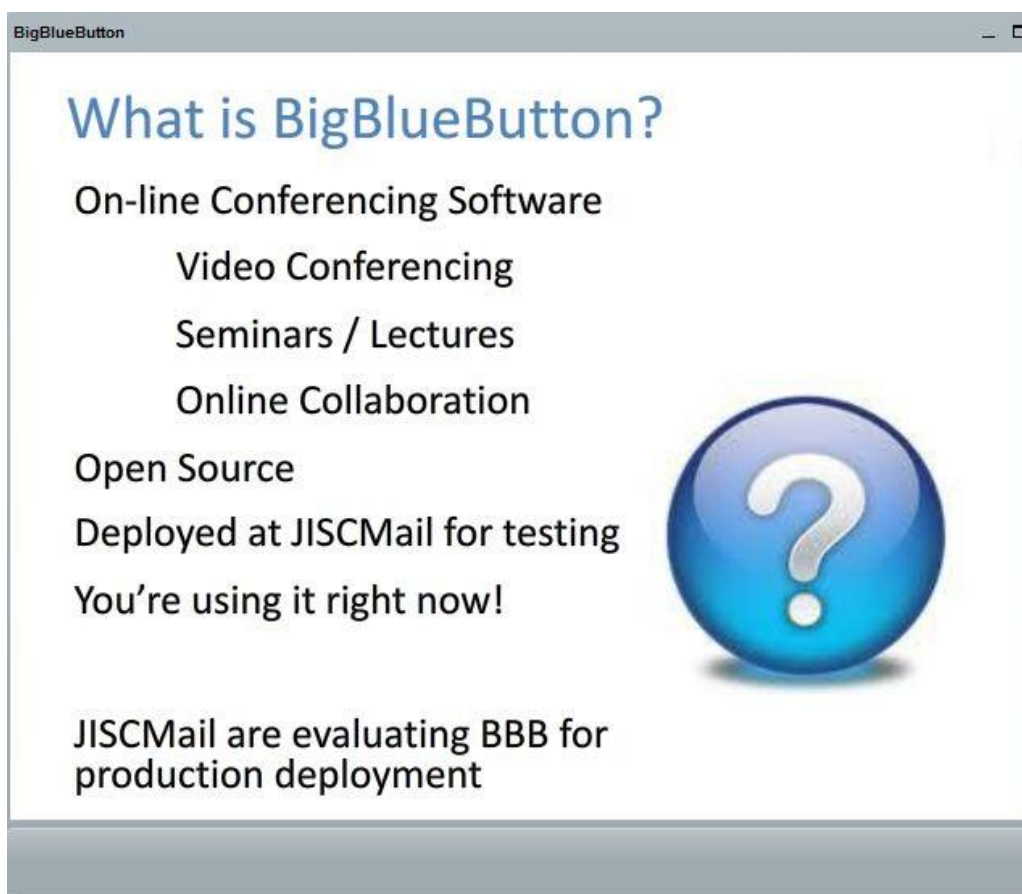 BigBlueButton
What is BigBlueButton?
On-line Conferencing Software
Video Conferencing
Seminars / Lectures
Online Collaboration
Open Source
Deployed at JISCMail for testing
You're using it right now!
JISCMail are evaluating BBB for
production deployment
?